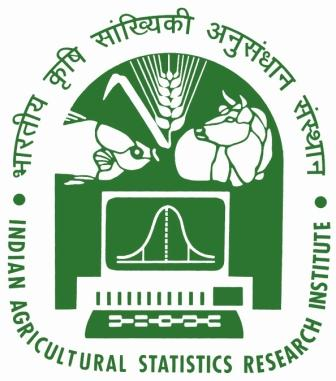 भारतीय कृषि सांख्यिकी अनुसंधान संस्थान
INDIAN AGRICULTURAL STATISTICS RESEARCH INSTITUTE